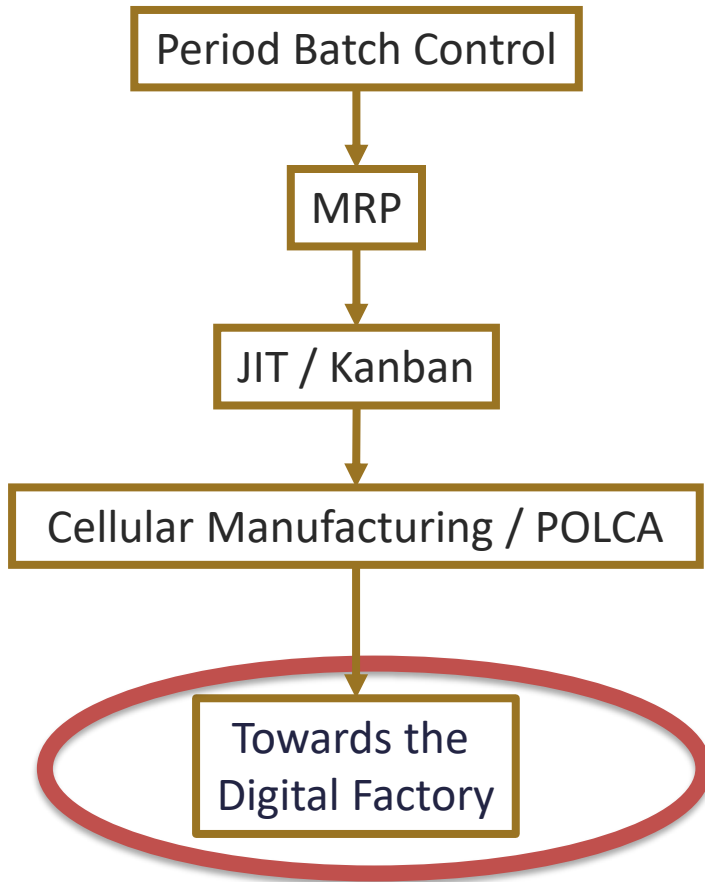 Period Batch Control
MRP
JIT / Kanban
Cellular Manufacturing / POLCA
Towards the
Digital Factory